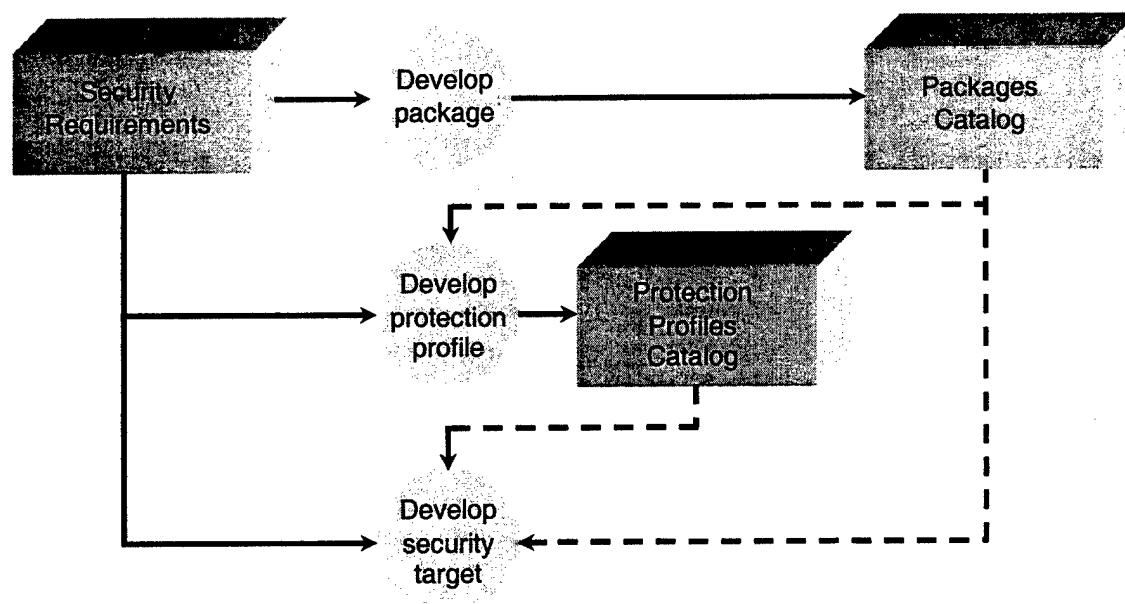 Security
Requirements
Develop
package
Packages
Catalog
Develop
protection
profile
Protection
Profiles
Catalog
Develop
security
target